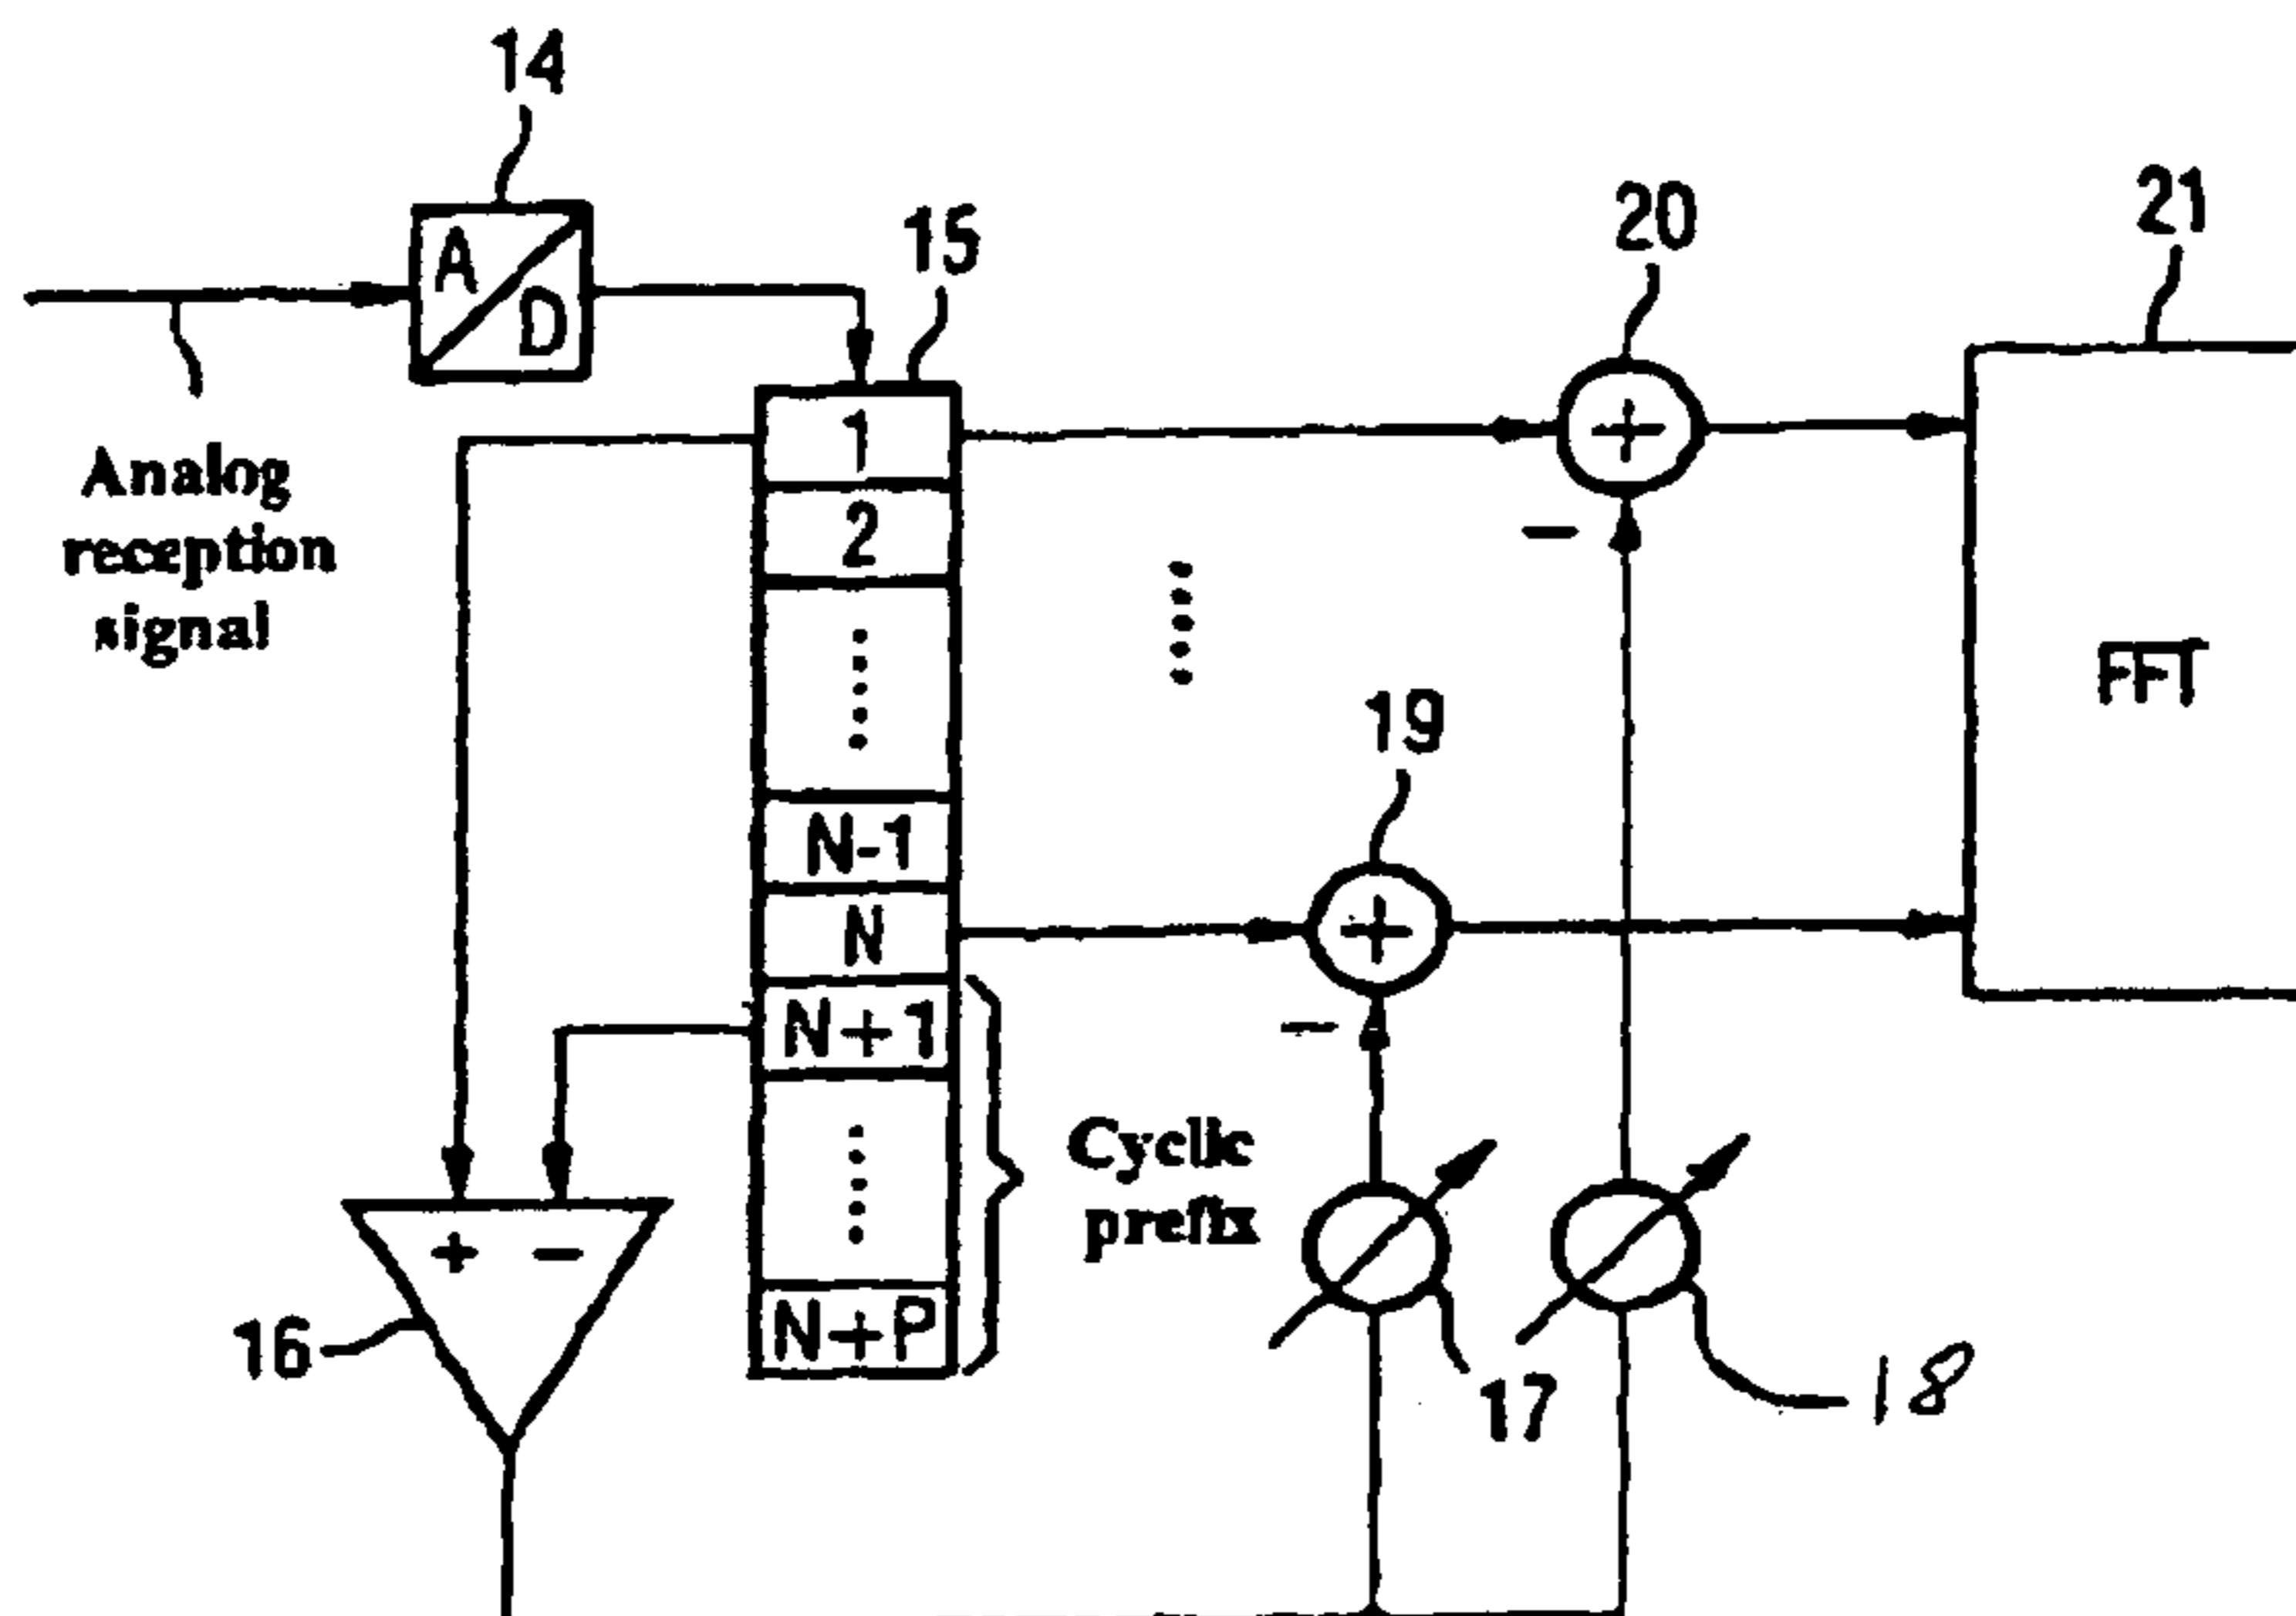 14
A
D
15
20
21
Analog
reception
signal
1
2
FFT
19
N-1
N
N+1
Cyclic
prefix
+ −
16
N+P
17
18